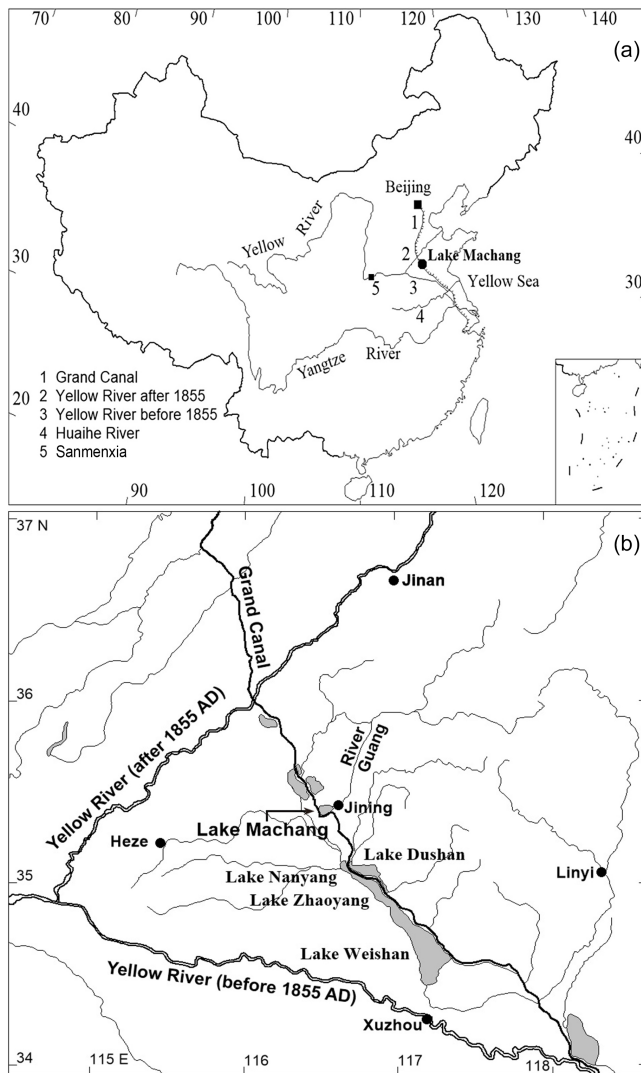 70 80 90 100 110 120 130 140
(a)
40
40
Beijing
1
River
Yellow
2
Lake Machang
30
3
Yellow Sea
30
5
4
River
Yangtze
1 Grand Canal
2 Yellow River after 1855
3 Yellow River before 1855
4 Huaihe River
5 Sanmenxia
20
20
90 100 110 120
37 N
(b)
Jinan
Grand Canal
36
Yellow River (after 1855 AD)
River
Guang
Jining
Lake Machang
Heze
Lake Dushan
35
Lake Nanyang
Linyi
Lake Zhaoyang
Lake Weishan
Yellow River (before 1855 AD)
Xuzhou
34
115 E 116 117 118